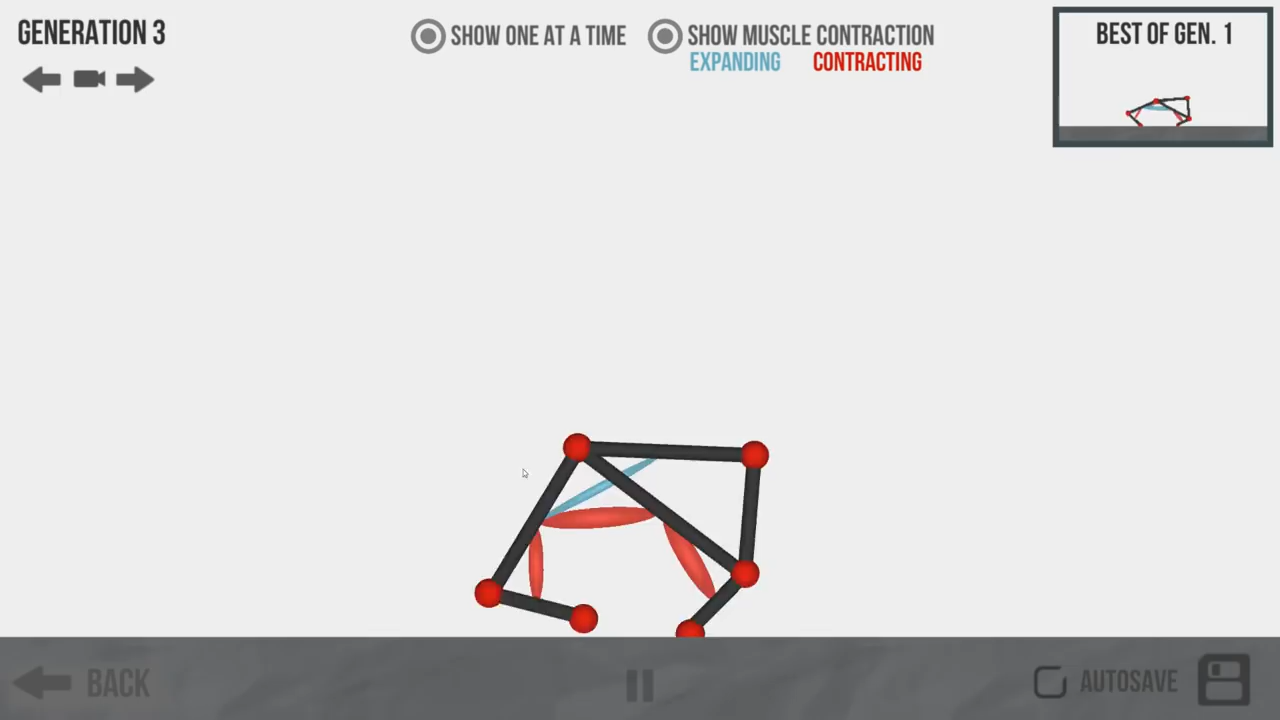 GENERATION 3
SHOW ONE AT A TIME
SHOW MUSCLE CONTRACTION
EXPANDING CONTRACTING
BEST OF GEN. 1
BACK
AUTOSAVE